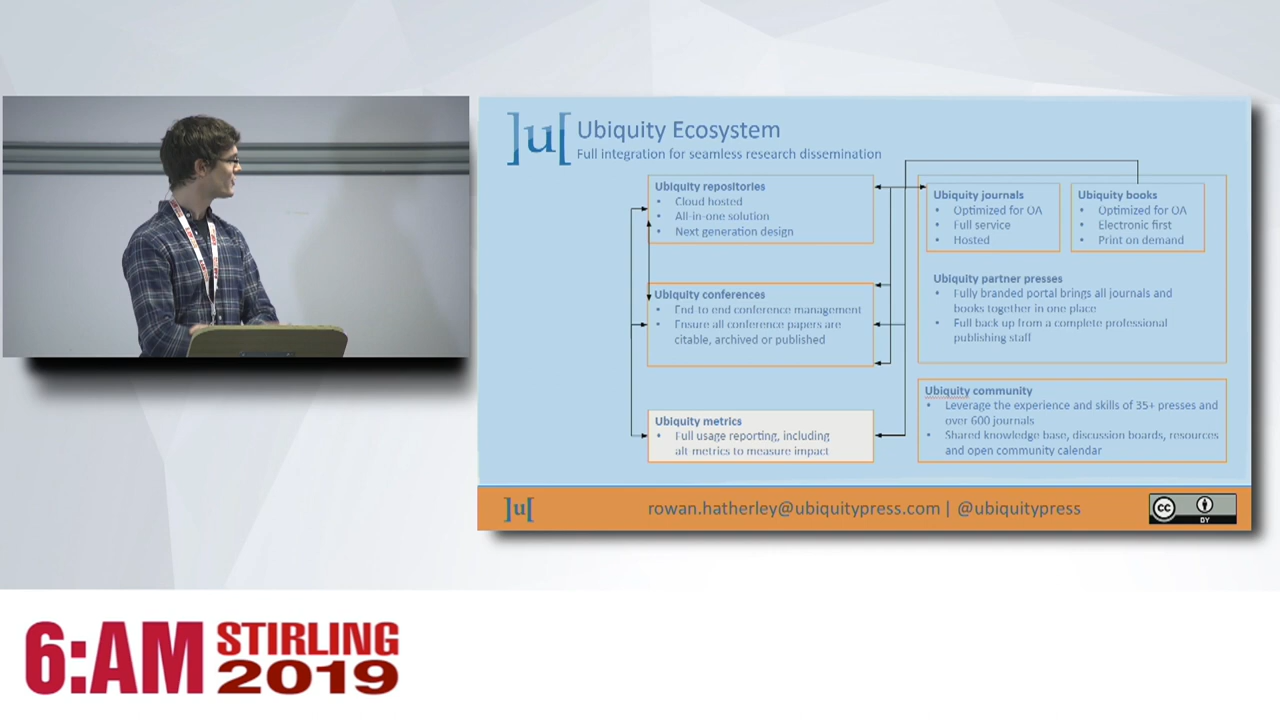 ]u[ Ubiquity Ecosystem
Full integration for seamless research dissemination
Ubiquity repositories
• Cloud hosted
• All-in-one solution
• Next generation design
Ubiquity conferences
• End to end conference management
• Ensure all conference papers are
citable, archived or published
Ubiquity metrics
• Full usage reporting, including
alt metrics to measure impact
Ubiquity journals
• Optimized for OA
• Full service
• Hosted
Ubiquity books
• Optimized for OA
• Electronic first
• Print on demand
Ubiquity partner presses
• Fully branded portal brings all journals and
books together in one place
• Full back up from a complete professional
publishing staff
Ubiquity community
• Leverage the experience and skills of 35+ presses and
over 600 journals
• Shared knowledge base, discussion boards, resources
and open community calendar
]u[ rowan.hatherley@ubiquitypress.com | @ubiquitypress
cc
BY
6:AM STIRLING
2019